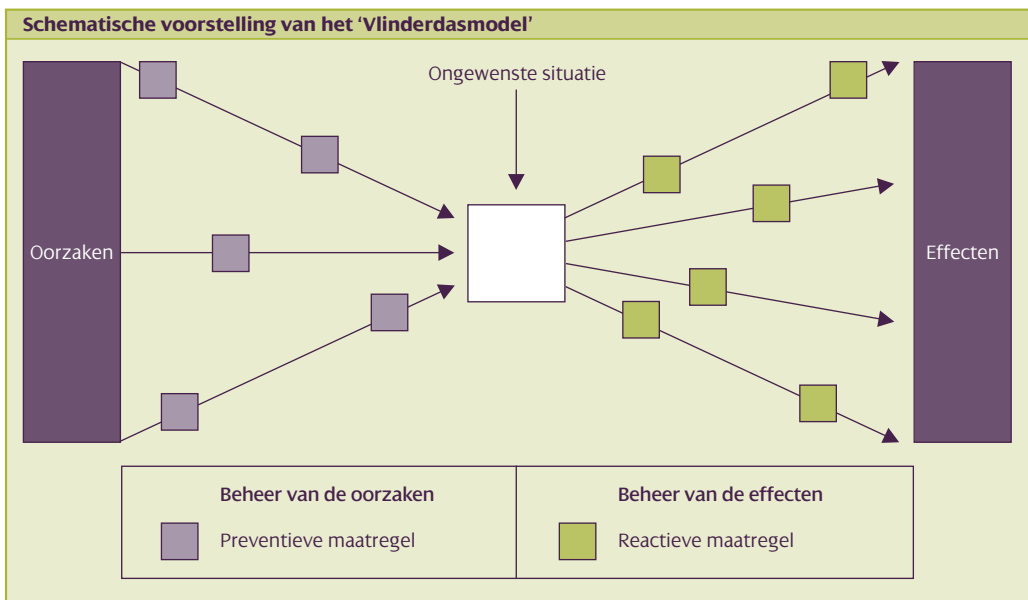 Schematische voorstelling van het ‘Vlinderdasmodel’
Ongewenste situatie
Oorzaken
Effecten
Beheer van de oorzaken
Preventieve maatregel
Beheer van de effecten
Reactieve maatregel